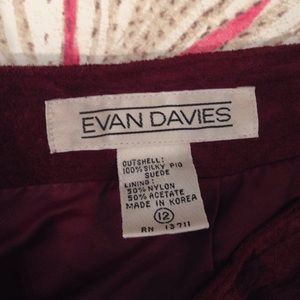 EVAN DAVIES
OUTSHELL:
100% SILKY PIG
SUEDE
LINING:
50% NYLON
50% ACETATE
MADE IN KOREA
12
RN 13711